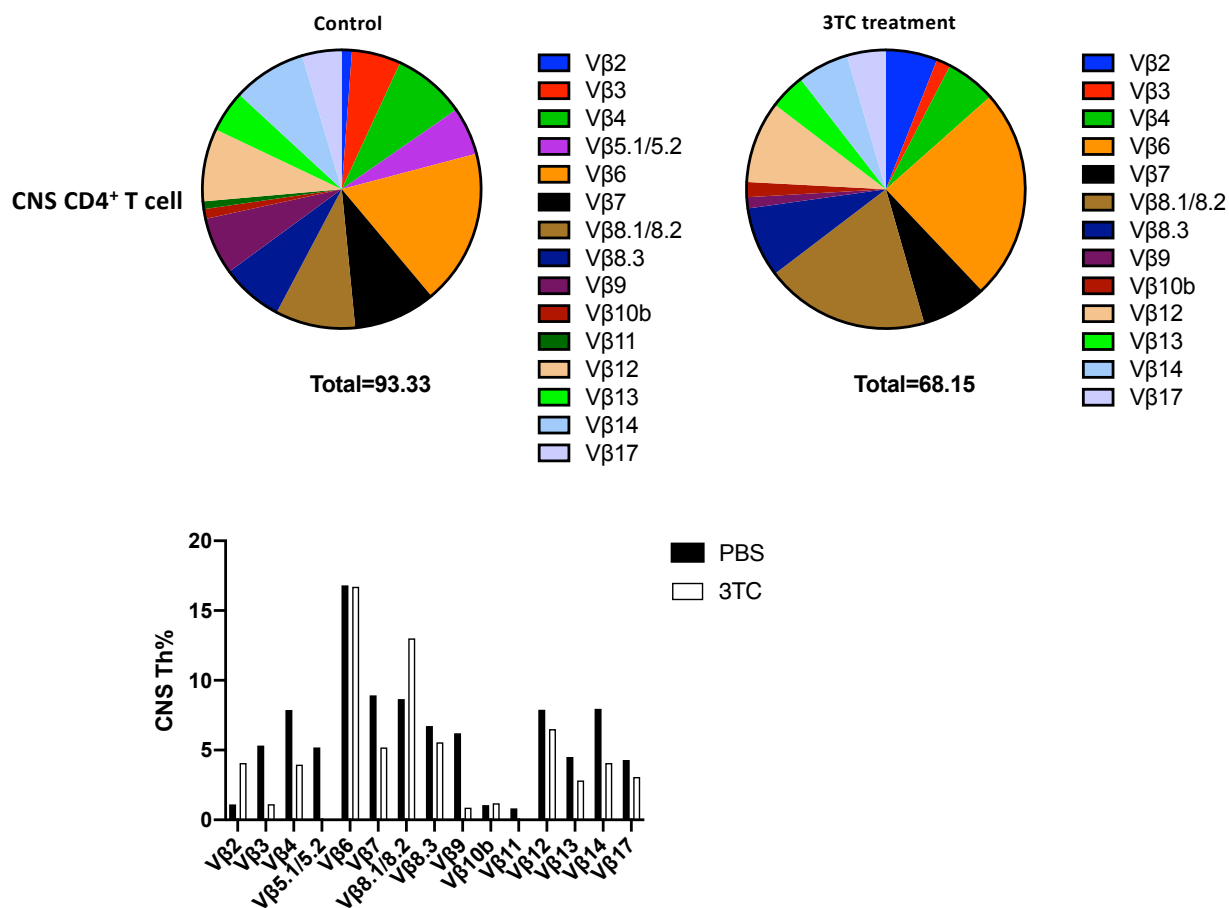 Control
Vβ2
Vβ3
Vβ4
Vβ5.1/5.2
Vβ6
Vβ7
Vβ8.1/8.2
Vβ8.3
Vβ9
Vβ10b
Vβ11
Vβ12
Vβ13
Vβ14
Vβ17
CNS CD4⁺ T cell
Total=93.33
3TC treatment
Vβ2
Vβ3
Vβ4
Vβ6
Vβ7
Vβ8.1/8.2
Vβ8.3
Vβ9
Vβ10b
Vβ12
Vβ13
Vβ14
Vβ17
Total=68.15
CNS Th%
20
15
10
5
0
Vβ2
Vβ3
Vβ4
Vβ5.1/5.2
Vβ6
Vβ7
Vβ8.1/8.2
Vβ8.3
Vβ9
Vβ10b
Vβ11
Vβ12
Vβ13
Vβ14
Vβ17
PBS
3TC